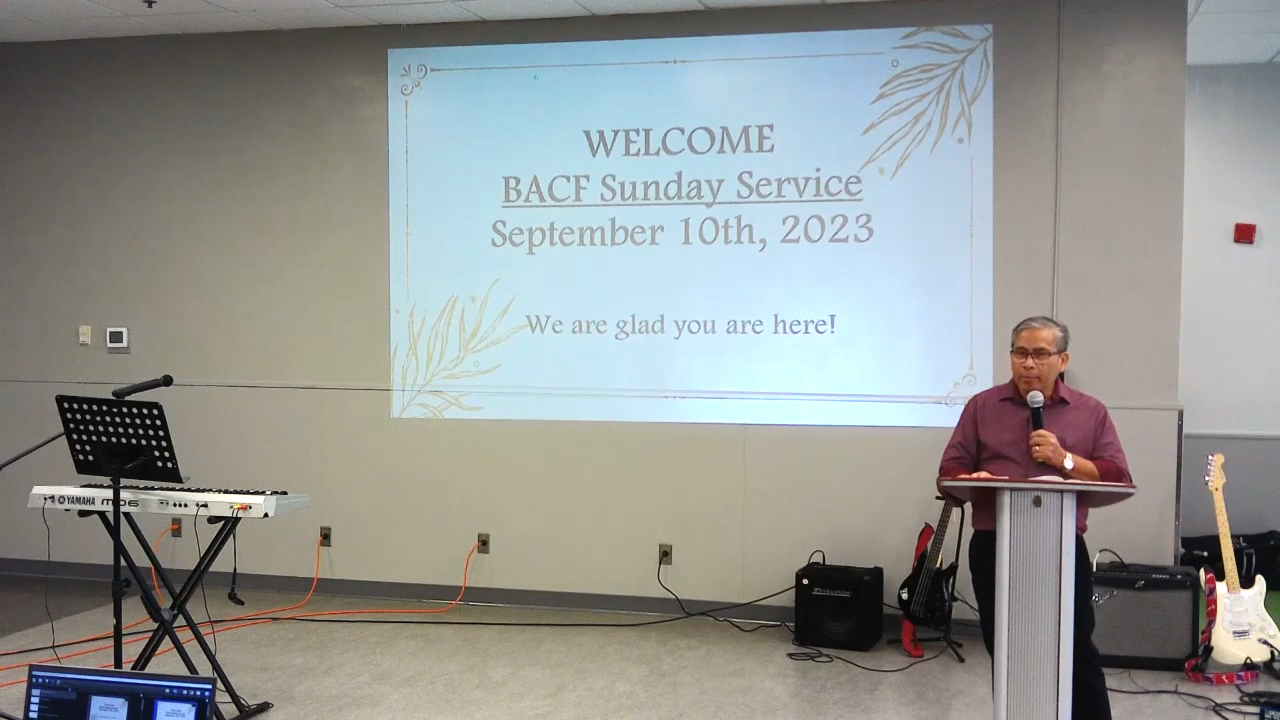 WELCOME
BACF Sunday Service
September 10th, 2023
We are glad you are here!
YAMAHA MO6